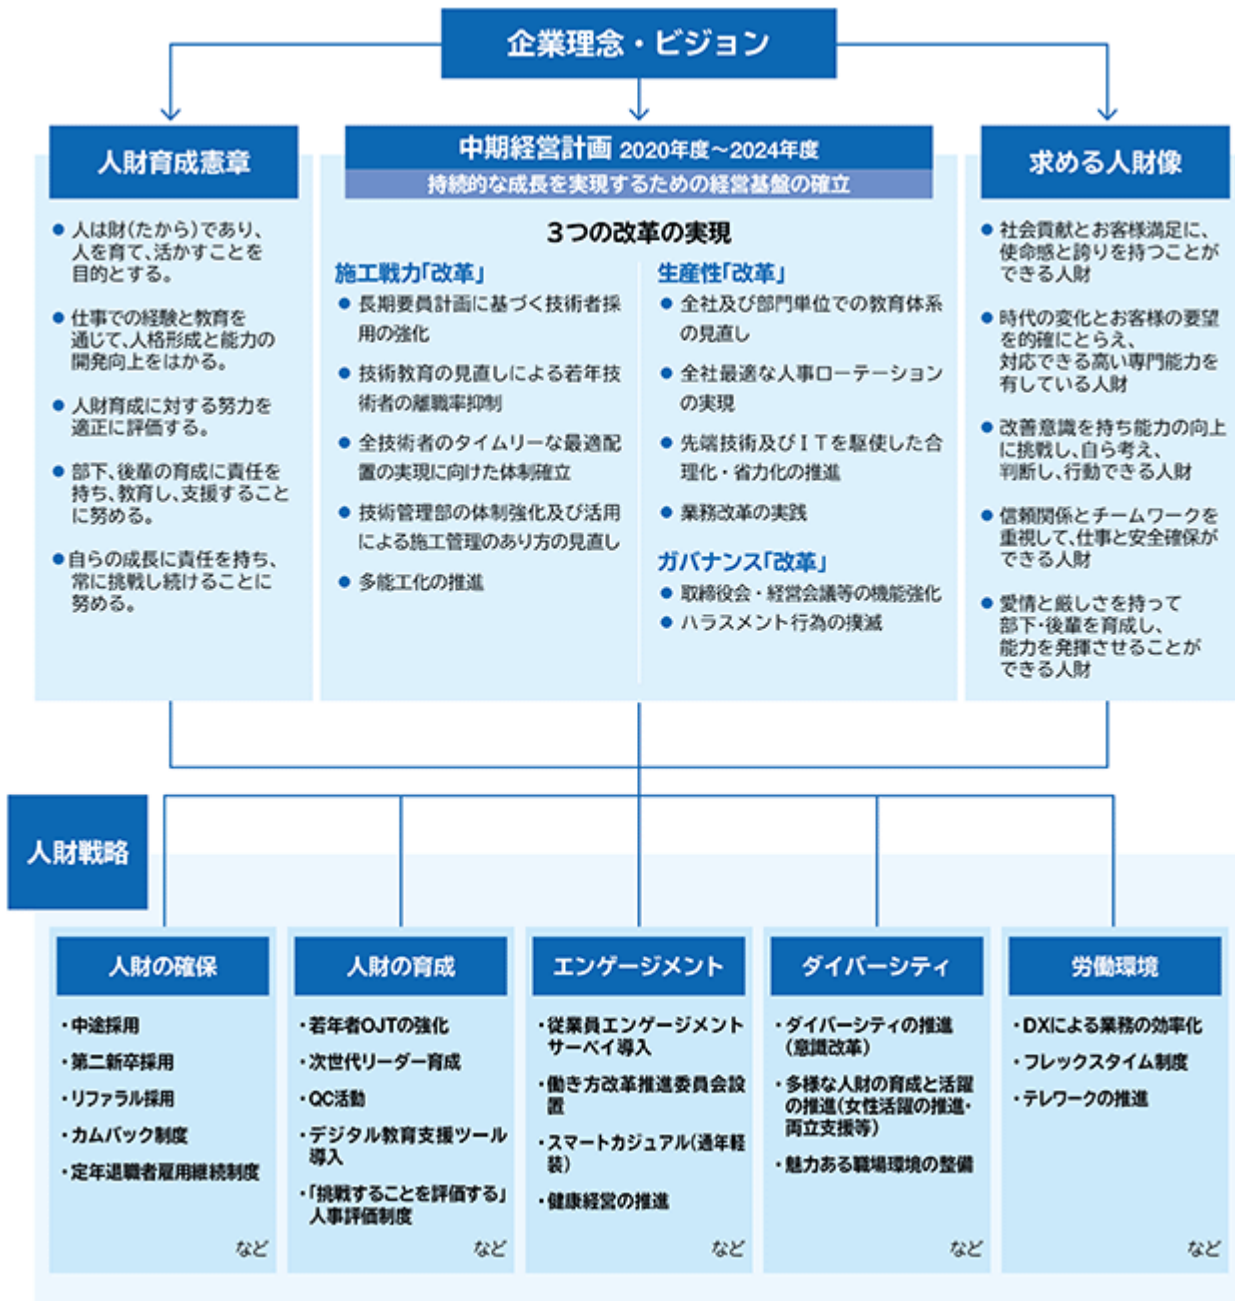 企業理念・ビジョン
人財育成憲章
● 人は財(たから)であり、
人を育て、活かすことを
目的とする。
● 仕事での経験と教育を
通じて、人格形成と能力の
開発向上をはかる。
● 人財育成に対する努力を
適正に評価する。
● 部下、後輩の育成に責任を
持ち、教育し、支援すること
に努める。
●自らの成長に責任を持ち、
常に挑戦し続けることに
努める。
中期経営計画 2020年度～2024年度
持続的な成長を実現するための経営基盤の確立
3つの改革の実現
施工戦力「改革」
● 長期要員計画に基づく技術者採
用の強化
● 技術教育の見直しによる若年技
術者の離職率抑制
● 全技術者のタイムリーな最適配
置の実現に向けた体制確立
● 技術管理部の体制強化及び活用
による施工管理のあり方の見直し
● 多能工化の推進
生産性「改革」
● 全社及び部門単位での教育体系
の見直し
● 全社最適な人事ローテーション
の実現
● 先端技術及びＩＴを駆使した合
理化・省力化の推進
● 業務改革の実践
ガバナンス「改革」
● 取締役会・経営会議等の機能強化
● ハラスメント行為の撲滅
求める人財像
● 社会貢献とお客様満足に、
使命感と誇りを持つことが
できる人財
● 時代の変化とお客様の要望
を的確にとらえ、
対応できる高い専門能力を
有している人財
● 改善意識を持ち能力の向上
に挑戦し、自ら考え、
判断し、行動できる人財
● 信頼関係とチームワークを
重視して、仕事と安全確保が
できる人財
● 愛情と厳しさを持って
部下・後輩を育成し、
能力を発揮させることが
できる人財
人財戦略
人財の確保
・中途採用
・第二新卒採用
・リファラル採用
・カムバック制度
・定年退職者雇用継続制度
など
人財の育成
・若年者OJTの強化
・次世代リーダー育成
・QC活動
・デジタル教育支援ツール
導入
・「挑戦することを評価する」
人事評価制度
など
エンゲージメント
・従業員エンゲージメント
サーベイ導入
・働き方改革推進委員会設
置
・スマートカジュアル(通年軽
装)
・健康経営の推進
など
ダイバーシティ
・ダイバーシティの推進
(意識改革)
・多様な人財の育成と活躍
の推進(女性活躍の推進・
両立支援等)
・魅力ある職場環境の整備
など
労働環境
・DXによる業務の効率化
・フレックスタイム制度
・テレワークの推進
など